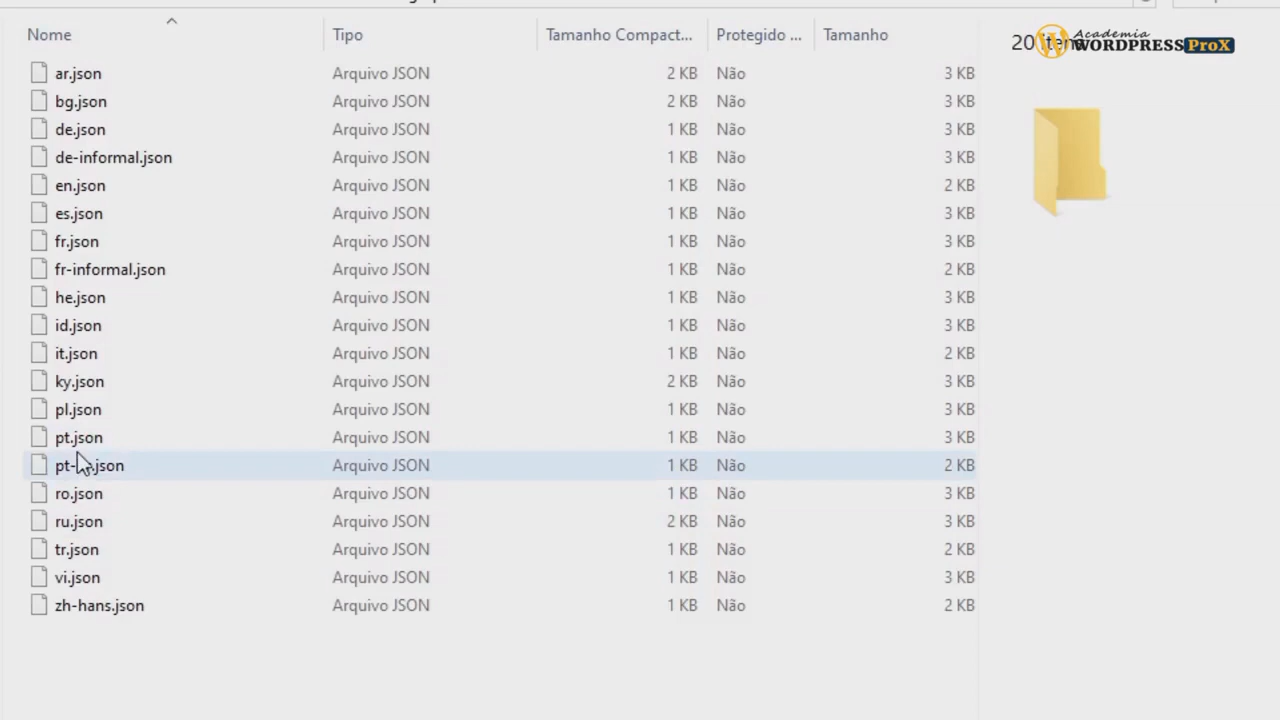 Nome Tipo Tamanho Compact... Protegido ... Tamanho
ar.json Arquivo JSON 2 KB Não 3 KB
bg.json Arquivo JSON 2 KB Não 3 KB
de.json Arquivo JSON 1 KB Não 3 KB
de-informal.json Arquivo JSON 1 KB Não 3 KB
en.json Arquivo JSON 1 KB Não 2 KB
es.json Arquivo JSON 1 KB Não 3 KB
fr.json Arquivo JSON 1 KB Não 3 KB
fr-informal.json Arquivo JSON 1 KB Não 2 KB
he.json Arquivo JSON 1 KB Não 3 KB
id.json Arquivo JSON 1 KB Não 3 KB
it.json Arquivo JSON 1 KB Não 2 KB
ky.json Arquivo JSON 2 KB Não 3 KB
pl.json Arquivo JSON 1 KB Não 3 KB
pt.json Arquivo JSON 1 KB Não 3 KB
Arquivo JSON 1 KB Não 2 KB
ro.json Arquivo JSON 1 KB Não 3 KB
ru.json Arquivo JSON 2 KB Não 3 KB
tr.json Arquivo JSON 1 KB Não 2 KB
vi.json Arquivo JSON 1 KB Não 3 KB
zh-hans.json Arquivo JSON 1 KB Não 2 KB
20
Academia
WORDPRESS ProX